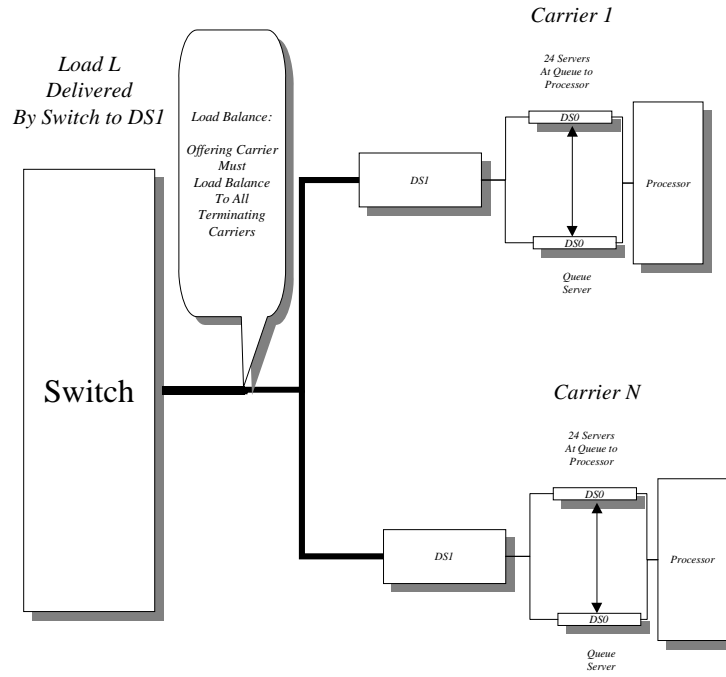 Load L
Delivered
By Switch to DS1
Load Balance:
Offering Carrier
Must
Load Balance
To All
Terminating
Carriers
Switch
Carrier 1
24 Servers
At Queue to
Processor
DS0
DS1
Processor
DS0
Queue
Server
Carrier N
24 Servers
At Queue to
Processor
DS0
DS1
Processor
DS0
Queue
Server